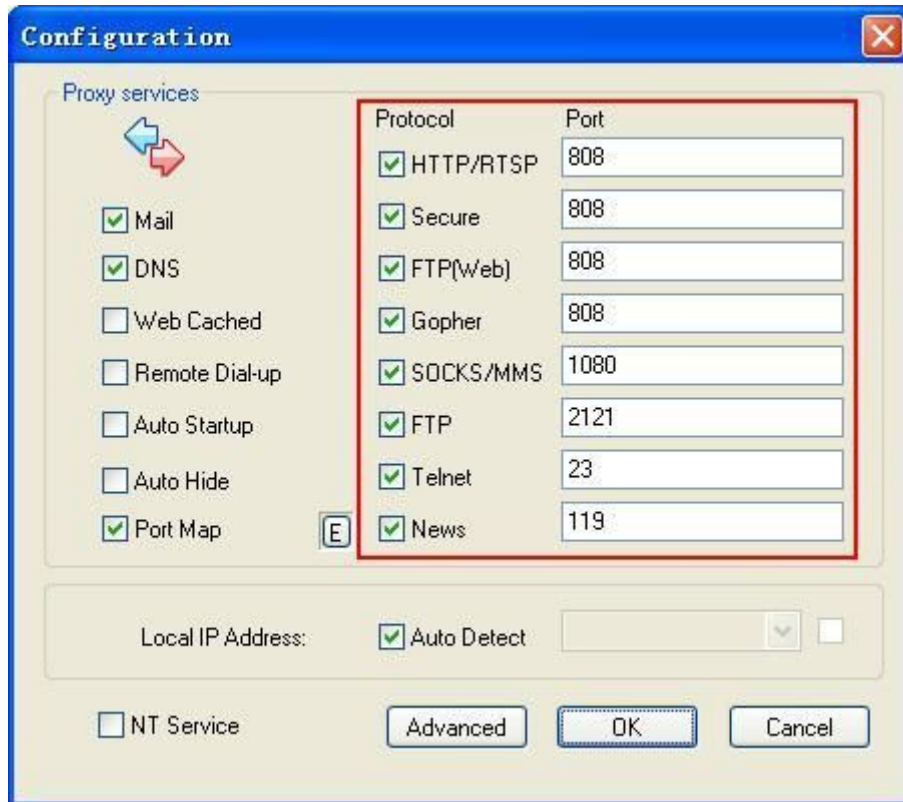 Configuration
Proxy services
Protocol Port
HTTP/RTSP 808
Mail Secure 808
DNS FTP(Web) 808
Web Cached Gopher 808
Remote Dial-up SOCKS/MMS 1080
Auto Startup FTP 2121
Auto Hide Telnet 23
Port Map E News 119
Local IP Address: Auto Detect
NT Service Advanced OK Cancel